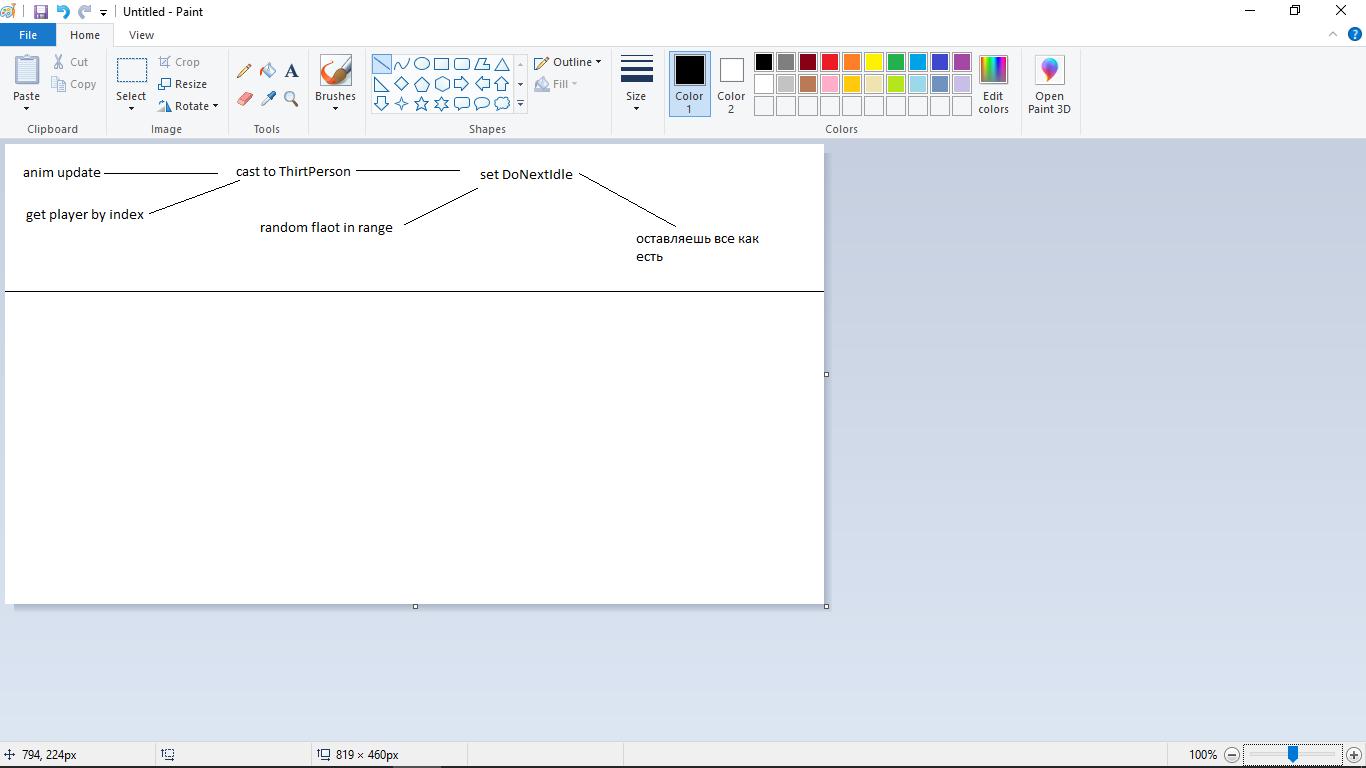 Untitled - Paint
File
Home
View
Paste
Cut
Copy
Clipboard
Select
Crop
Resize
Rotate
Image
A
Tools
Brushes
Outline
Fill
Shapes
Size
Color
1
Color
2
Edit
colors
Colors
Open
Paint 3D
anim update
cast to ThirtPerson
set DoNextIdle
get player by index
random flaot in range
оставляешь все как
есть
794, 224px
819 × 460px
100%